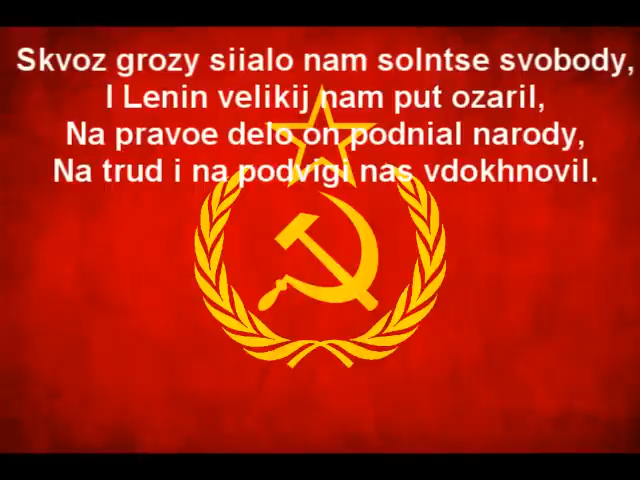 Skvoz grozy siialo nam solntse svobody,
I Lenin velikij nam put ozaril,
Na pravoe delo on podnial narody,
Na trud i na podvigi nas vdokhnovil.